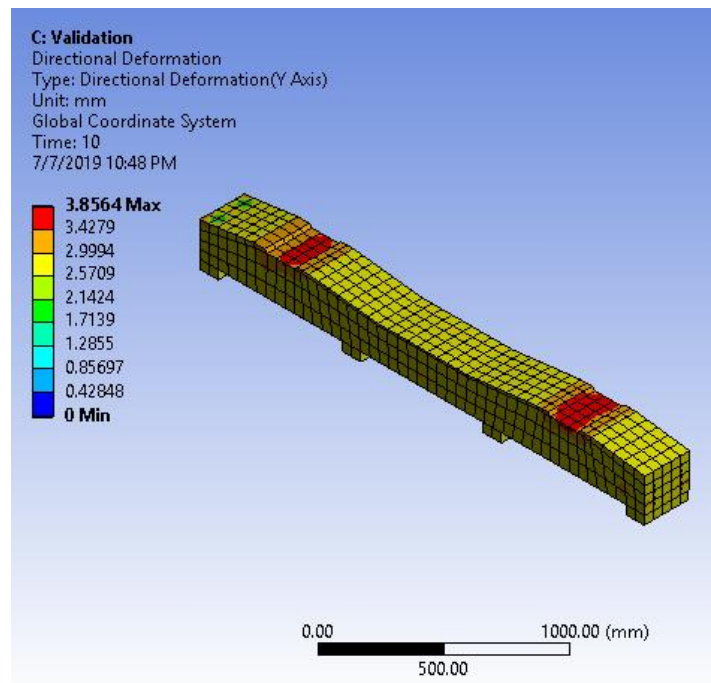 C: Validation
Directional Deformation
Type: Directional Deformation(Y Axis)
Unit: mm
Global Coordinate System
Time: 10
7/7/2019 10:48 PM
3.8564 Max
3.4279
2.9994
2.5709
2.1424
1.7139
1.2855
0.85697
0.42848
0 Min
0.00 1000.00 (mm)
500.00